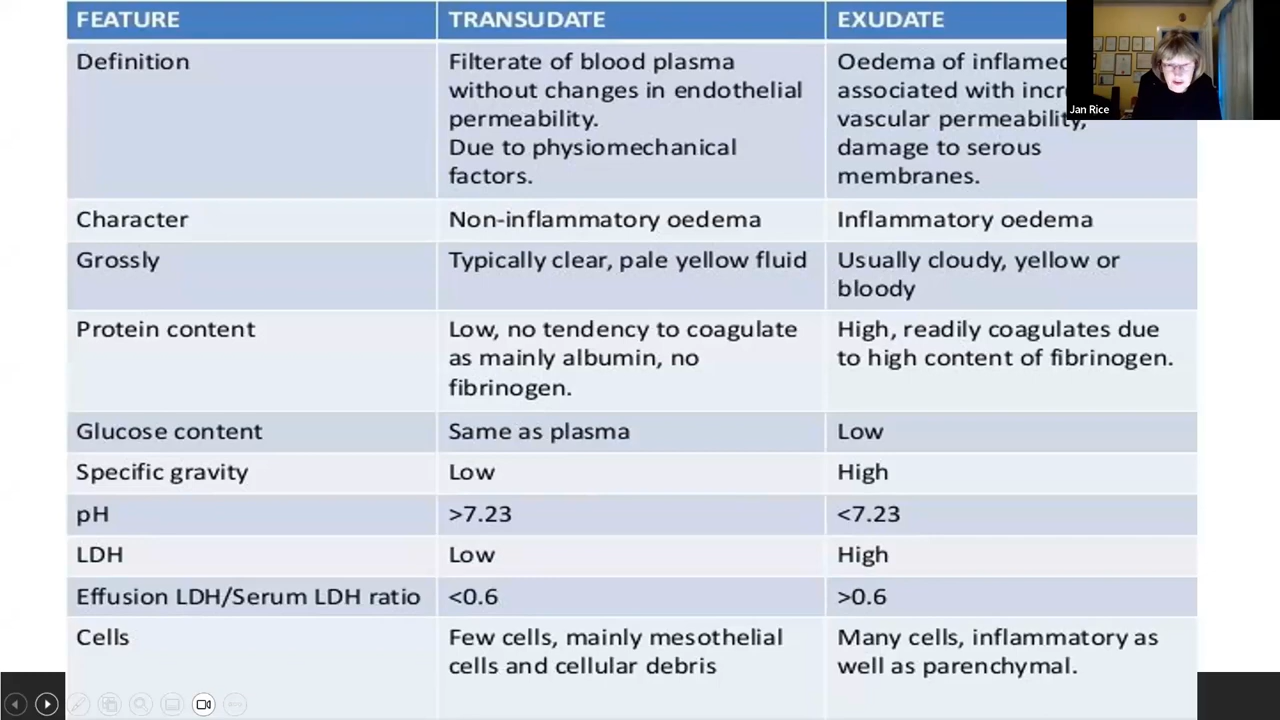 FEATURE TRANSUDATE EXUDATE
Definition
Filterate of blood plasma
without changes in endothelial
permeability.
Due to physiomechanical
factors.
Oedema of inflamed
associated with
vascular permeability,
damage to serous
membranes.
Character Non-inflammatory oedema Inflammatory oedema
Grossly Typically clear, pale yellow fluid
Usually cloudy, yellow or
bloody
Protein content
Low, no tendency to coagulate
as mainly albumin, no
fibrinogen.
High, readily coagulates due
to high content of fibrinogen.
Glucose content Same as plasma Low
Specific gravity Low High
pH >7.23 <7.23
LDH Low High
Effusion LDH/Serum LDH ratio <0.6 >0.6
Cells
Few cells, mainly mesothelial
cells and cellular debris
Many cells, inflammatory as
well as parenchymal.
Jan Rice